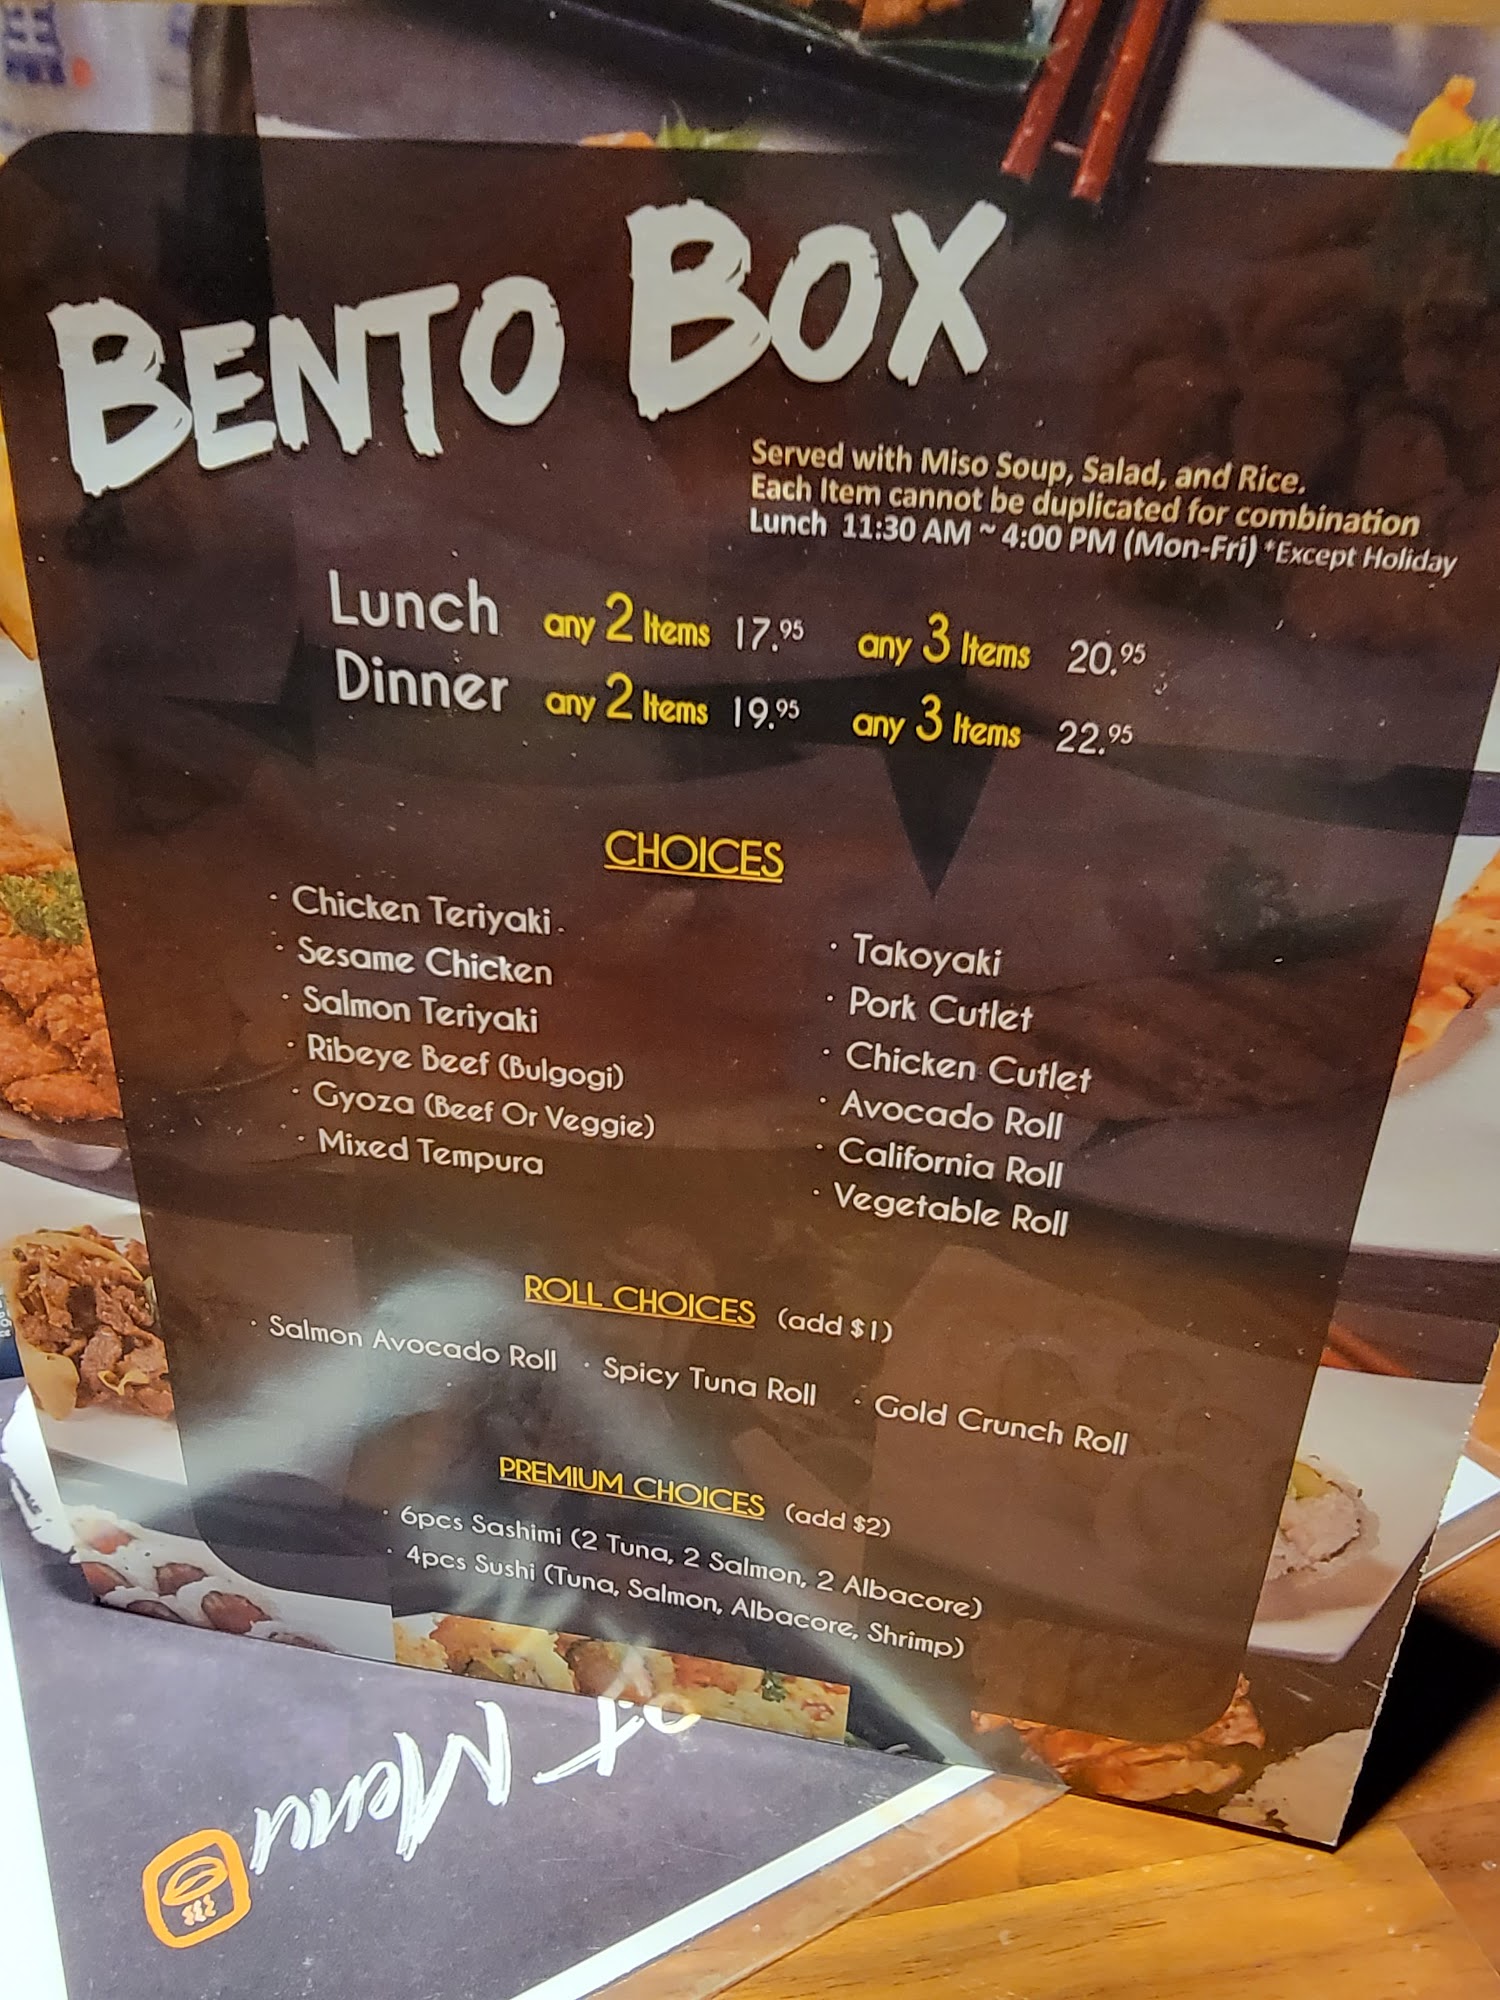 BENTO BOX
Served with Miso Soup, Salad, and Rice.
Each Item cannot be duplicated for combination
Lunch 11:30 AM ~ 4:00 PM (Mon-Fri) *Except Holiday
Lunch any 2 Items 17.95 any 3 Items 20.95
Dinner any 2 Items 19.95 any 3 Items 22.95
CHOICES
· Chicken Teriyaki
· Sesame Chicken
· Salmon Teriyaki
· Ribeye Beef (Bulgogi)
· Gyoza (Beef Or Veggie)
· Mixed Tempura
· Takoyaki
· Pork Cutlet
· Chicken Cutlet
· Avocado Roll
· California Roll
· Vegetable Roll
ROLL CHOICES (add $1)
· Salmon Avocado Roll · Spicy Tuna Roll · Gold Crunch Roll
PREMIUM CHOICES (add $2)
· 6pcs Sashimi (2 Tuna, 2 Salmon, 2 Albacore)
· 4pcs Sushi (Tuna, Salmon, Albacore, Shrimp)
Menu